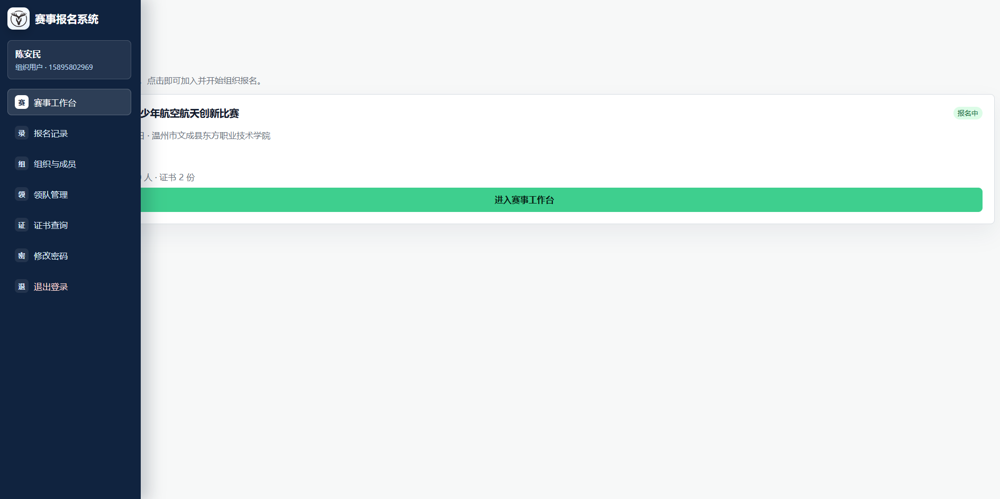 赛事报名系统
陈安民
组织用户 · 15895802969
赛 赛事工作台
录 报名记录
组 组织与成员
领 领队管理
证 证书查询
密 修改密码
退 退出登录
点击即可加入并开始组织报名。
少年航空航天创新比赛
报名中
日 · 温州市文成县东方职业技术学院
人 · 证书 2 份
进入赛事工作台